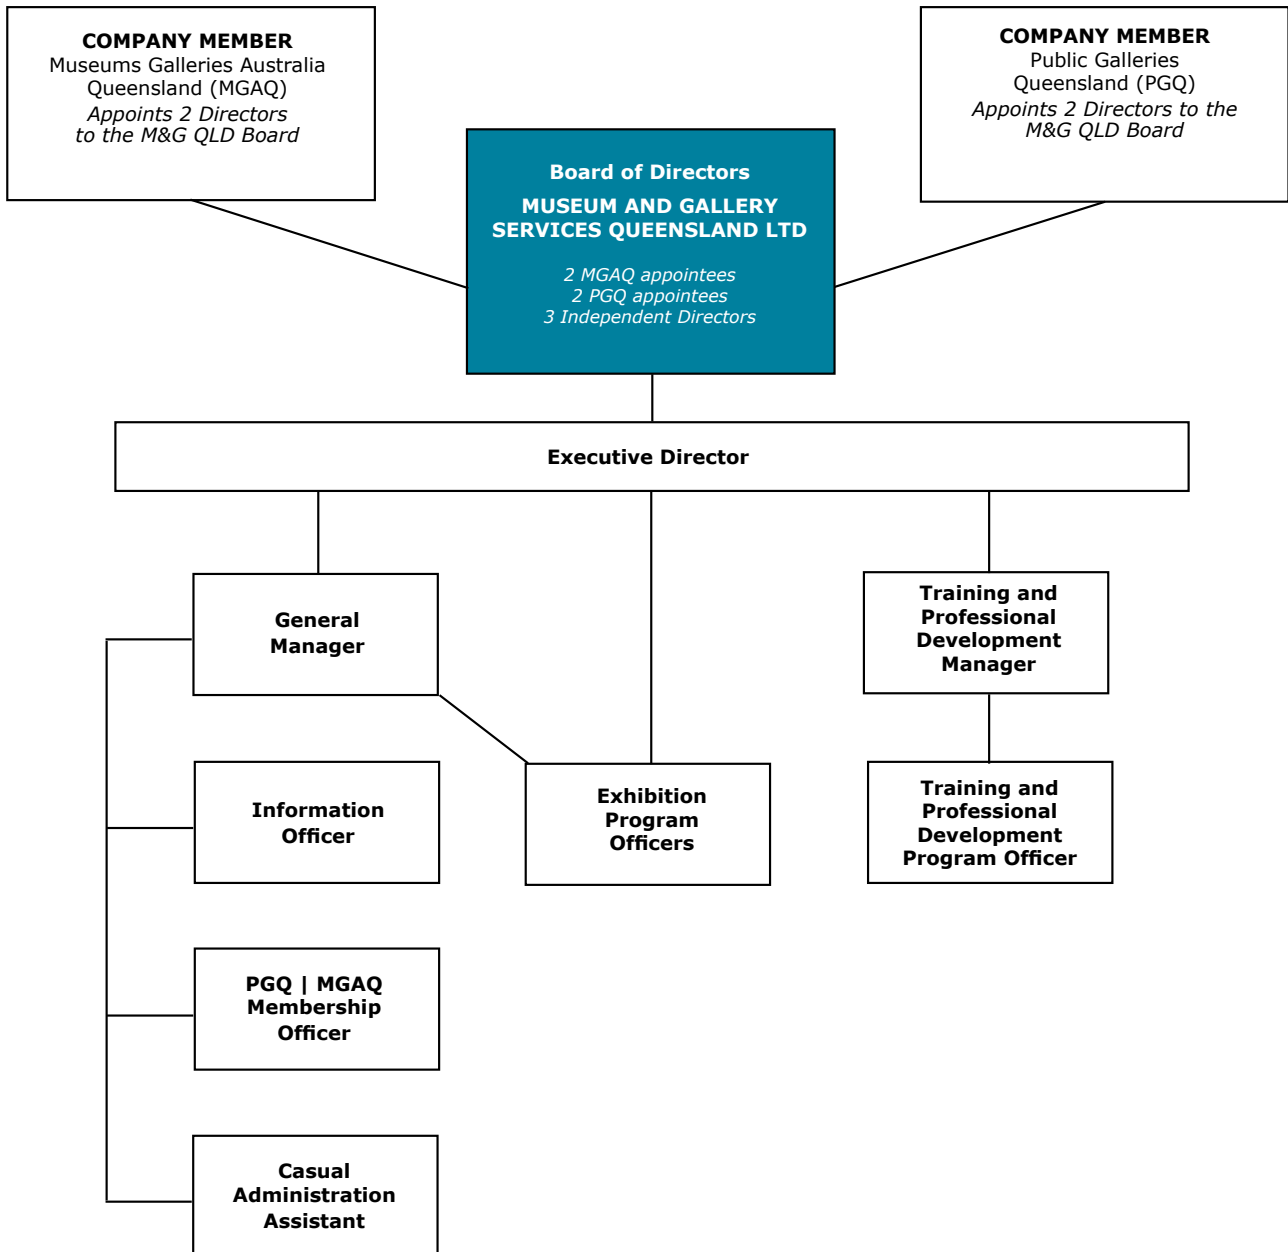 COMPANY MEMBER
Museums Galleries Australia
Queensland (MGAQ)
Appoints 2 Directors
to the M&G QLD Board
COMPANY MEMBER
Public Galleries
Queensland (PGQ)
Appoints 2 Directors to the
M&G QLD Board
Board of Directors
MUSEUM AND GALLERY
SERVICES QUEENSLAND LTD
2 MGAQ appointees
2 PGQ appointees
3 Independent Directors
Executive Director
General
Manager
Training and
Professional
Development
Manager
Information
Officer
Exhibition
Program
Officers
Training and
Professional
Development
Program Officer
PGQ | MGAQ
Membership
Officer
Casual
Administration
Assistant